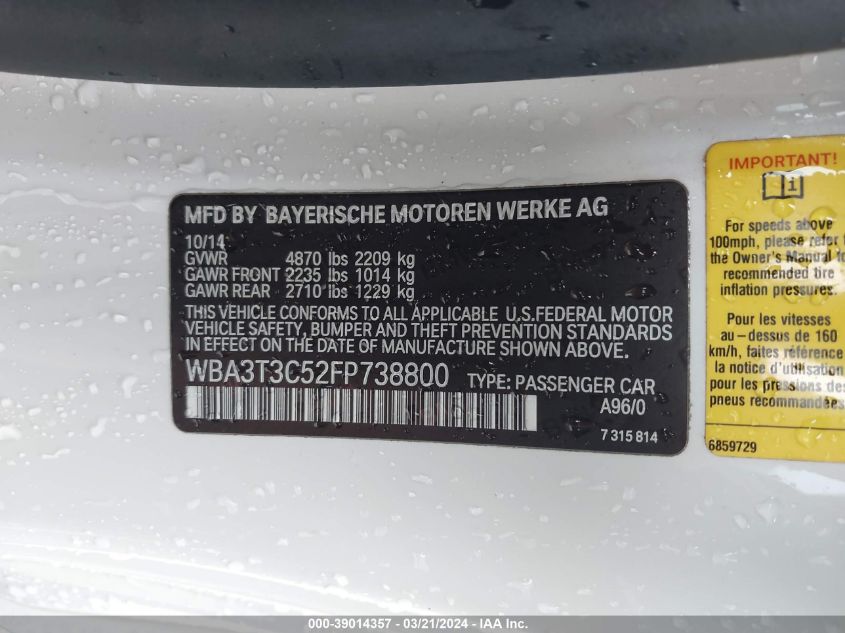 MFD BY BAYERISCHE MOTOREN WERKE AG
10/14
GVWR 4870 lbs 2209 kg
GAWR FRONT 2235 lbs 1014 kg
GAWR REAR 2710 lbs 1229 kg
THIS VEHICLE CONFORMS TO ALL APPLICABLE U.S.FEDERAL MOTOR
VEHICLE SAFETY, BUMPER AND THEFT PREVENTION STANDARDS
IN EFFECT ON THE DATE OF MANUFACTURE SHOWN ABOVE.
WBA3T3C52FP738800 TYPE: PASSENGER CAR
A96/0
7 315 814
IMPORTANT!
i
For speeds above
100mph, please refer
the Owner's Manual
recommended tire
inflation pressures.
Pour les vitesses
au-dessus de 160
km/h, faites référence
la notice d'utilisation
pour les pressions des
pneus recommandées
6859729
000-39014357 - 03/21/2024 - IAA Inc.